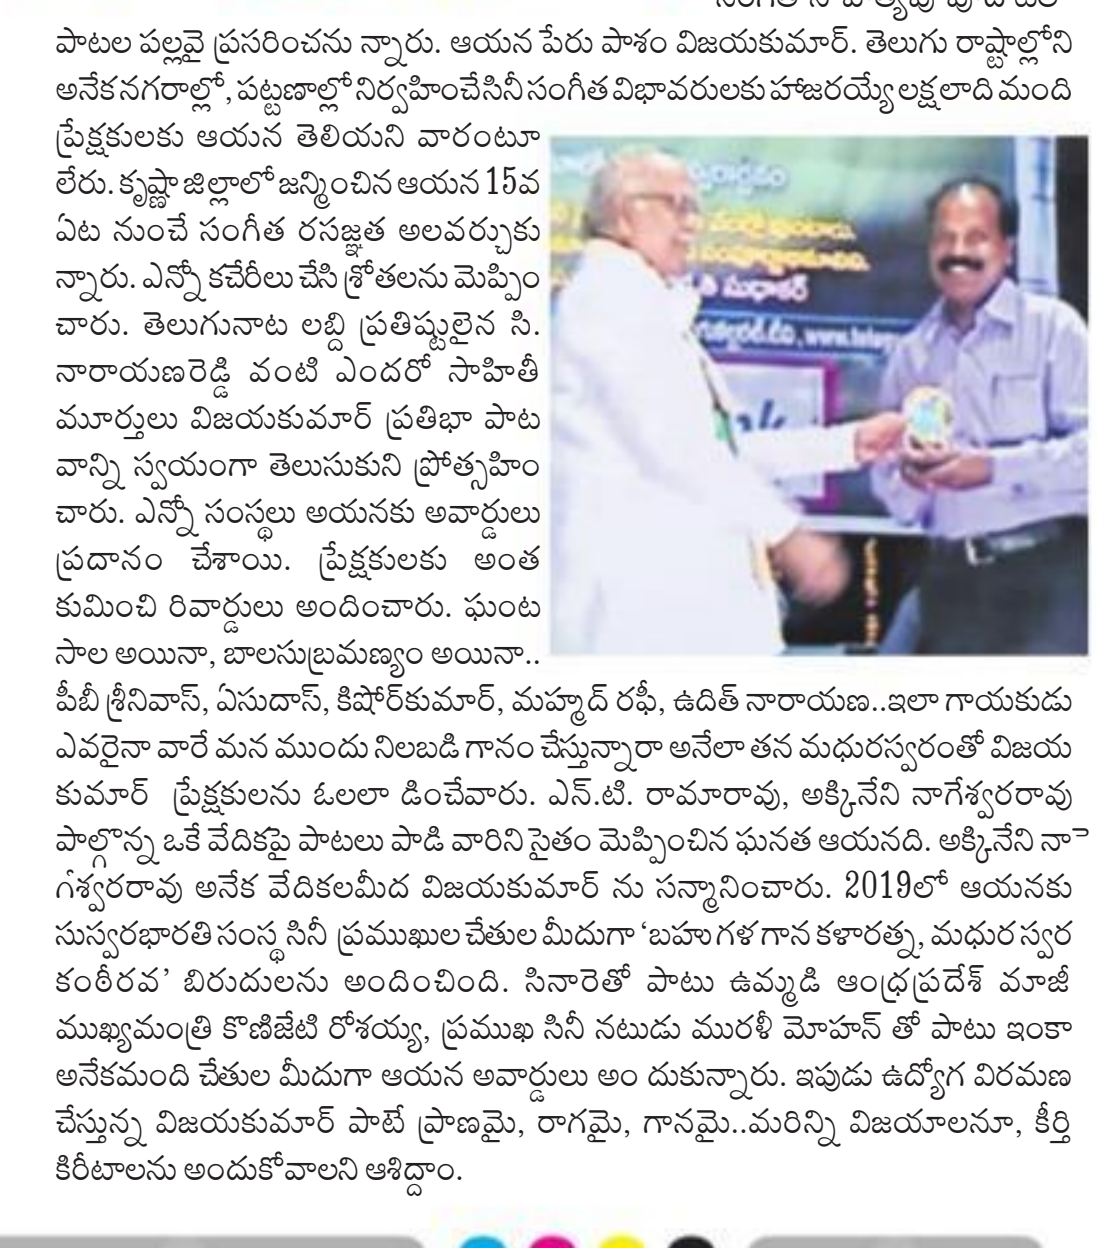 పాటల పల్లవై ప్రసరించను న్నారు. ఆయన పేరు పాశం విజయకుమార్. తెలుగు రాష్టాల్లోని
అనేక నగరాల్లో, పట్టణాల్లో నిర్వహించే సినీ సంగీత విభావరులకు హాజరయ్యే లక్షలాది మంది
ప్రేక్షకులకు ఆయన తెలియని వారంటూ
లేరు. కృష్ణా జిల్లాలో జన్మించిన ఆయన 15వ
ఏట నుంచే సంగీత రసజ్ఞత అలవర్చుకు
న్నారు. ఎన్నో కచేరీలు చేసి శ్రోతలను మెప్పిం
చారు. తెలుగునాట లబ్ది ప్రతిష్టులైన సి.
నారాయణరెడ్డి వంటి ఎందరో సాహితీ
మూర్తులు విజయకుమార్ ప్రతిభా పాట
వాన్ని స్వయంగా తెలుసుకుని ప్రోత్సహిం
చారు. ఎన్నో సంస్థలు అయనకు అవార్డులు
ప్రదానం చేశాయి. ప్రేక్షకులకు అంత
కుమించి రివార్డులు అందించారు. ఘంట
సాల అయినా, బాలసుబ్రమణ్యం అయినా..
పీబీ శ్రీనివాస్, ఏసుదాస్, కిషోర్‌కుమార్, మహ్మద్ రఫీ, ఉదిత్ నారాయణ..ఇలా గాయకుడు
ఎవరైనా వారే మన ముందు నిలబడి గానం చేస్తున్నారా అనేలా తన మధురస్వరంతో విజయ
కుమార్ ప్రేక్షకులను ఓలలా డించేవారు. ఎన్.టి. రామారావు, అక్కినేని నాగేశ్వరరావు
పాల్గొన్న ఒకే వేదికపై పాటలు పాడి వారిని సైతం మెప్పించిన ఘనత ఆయనది. అక్కినేని నా
గేశ్వరరావు అనేక వేదికలమీద విజయకుమార్ ను సన్మానించారు. 2019లో ఆయనకు
సుస్వరభారతి సంస్థ సినీ ప్రముఖుల చేతుల మీదుగా ‘బహుగళ గాన కళారత్న, మధుర స్వర
కంఠీరవ’ బిరుదులను అందించింది. సినారెతో పాటు ఉమ్మడి ఆంధ్రప్రదేశ్ మాజీ
ముఖ్యమంత్రి కొణిజేటి రోశయ్య, ప్రముఖ సినీ నటుడు మురళీ మోహన్ తో పాటు ఇంకా
అనేకమంది చేతుల మీదుగా ఆయన అవార్డులు అం దుకున్నారు. ఇపుడు ఉద్యోగ విరమణ
చేస్తున్న విజయకుమార్ పాటే ప్రాణమై, రాగమై, గానమై..మరిన్ని విజయాలనూ, కీర్తి
కిరీటాలను అందుకోవాలని ఆశిద్దాం.